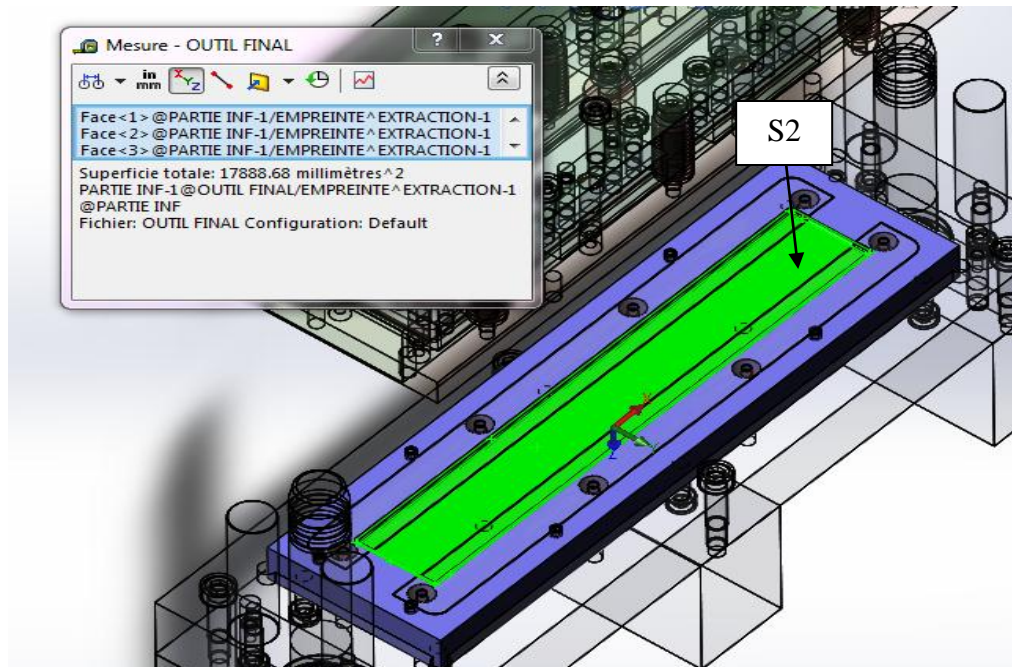 Mesure - OUTIL FINAL
? X
in
mm
X Y Z
Face<1>@PARTIE INF-1/EMPREINTE^EXTRACTION-1
Face<2>@PARTIE INF-1/EMPREINTE^EXTRACTION-1
Face<3>@PARTIE INF-1/EMPREINTE^EXTRACTION-1
Superficie totale: 17888.68 millimètres^2
PARTIE INF-1@OUTIL FINAL/EMPREINTE^EXTRACTION-1
@PARTIE INF
Fichier: OUTIL FINAL Configuration: Default
S2
X
Y
Z